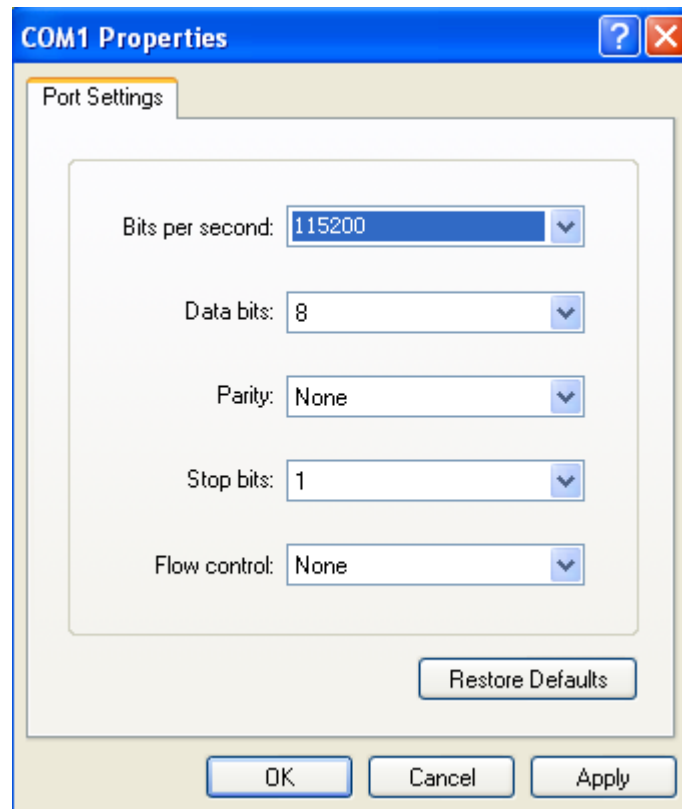 COM1 Properties
Port Settings
Bits per second: 115200
Data bits: 8
Parity: None
Stop bits: 1
Flow control: None
Restore Defaults
OK Cancel Apply